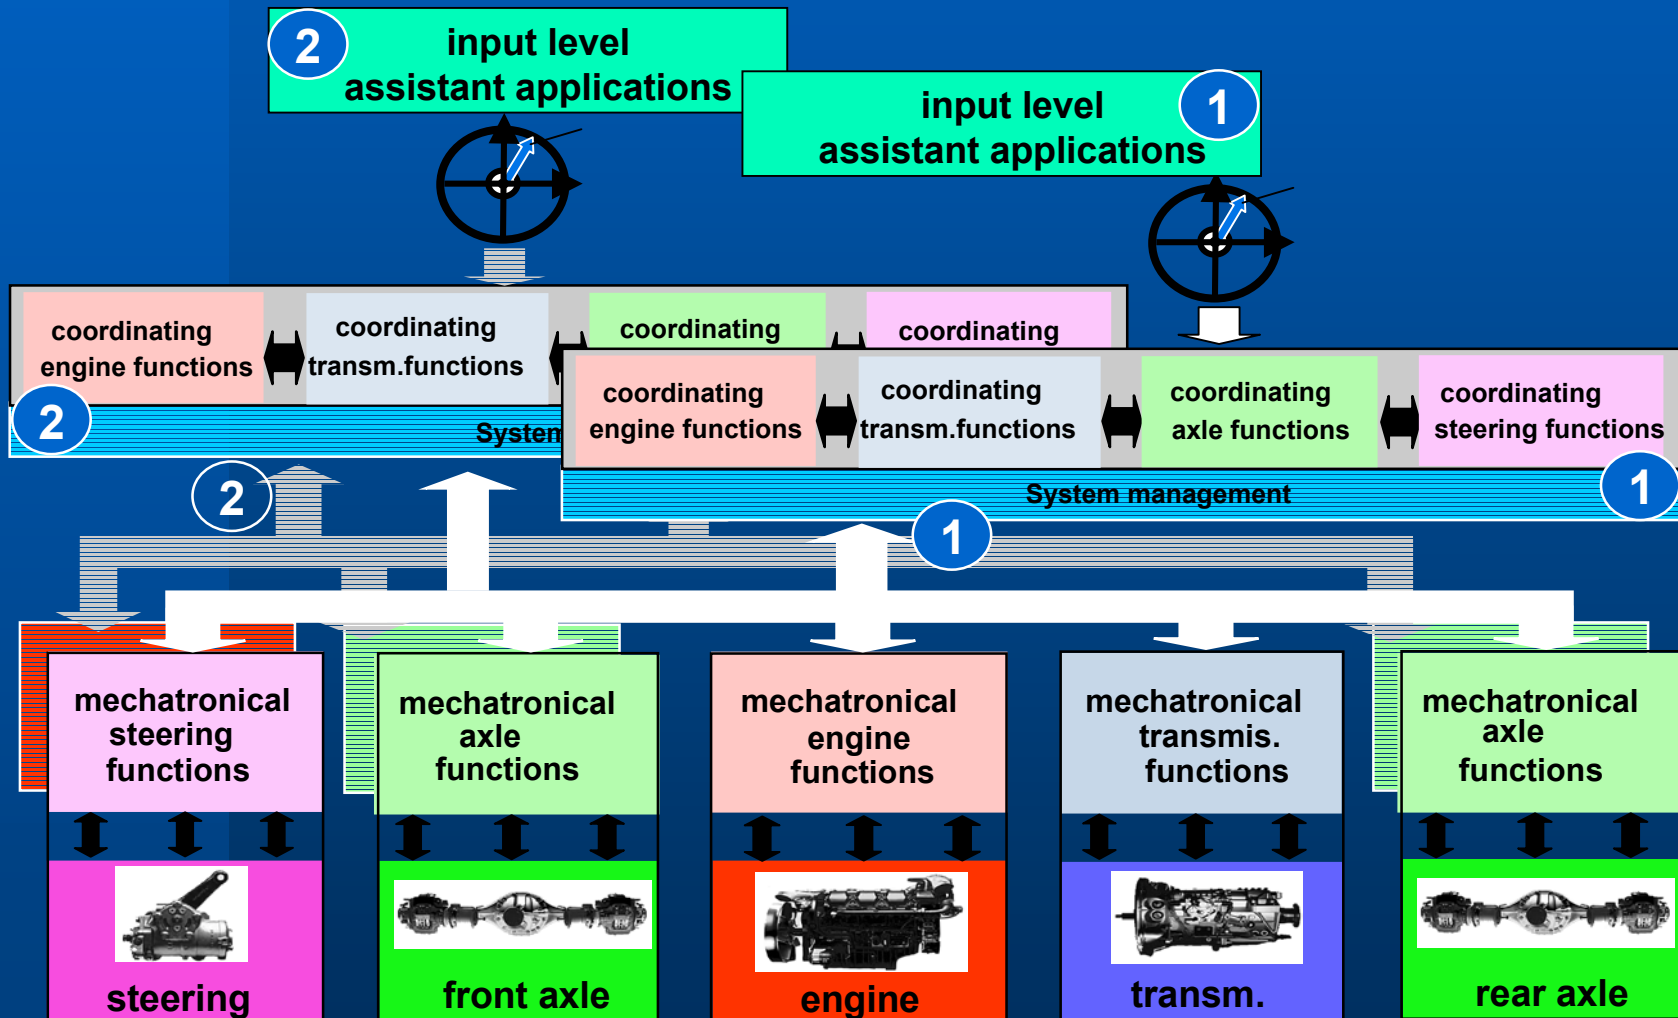 2
input level
assistant applications
input level
assistant applications
1
coordinating
engine functions
coordinating
transm.functions
coordinating
coordinating
2
System
coordinating
engine functions
coordinating
transm.functions
coordinating
axle functions
coordinating
steering functions
System management
1
2
1
mechatronical
steering
functions
mechatronical
axle
functions
mechatronical
engine
functions
mechatronical
transmis.
functions
mechatronical
axle
functions
steering
front axle
engine
transm.
rear axle